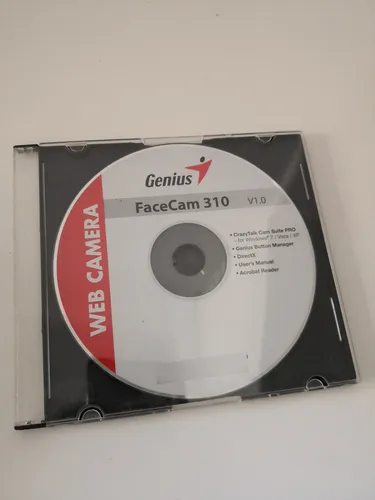 Genius
FaceCam 310 V1.0
WEB CAMERA
• CrazyTalk Cam Suite PRO
- for Windows® 7 / Vista / XP
• Genius Button Manager
• DirectX
• User's Manual
• Acrobat Reader